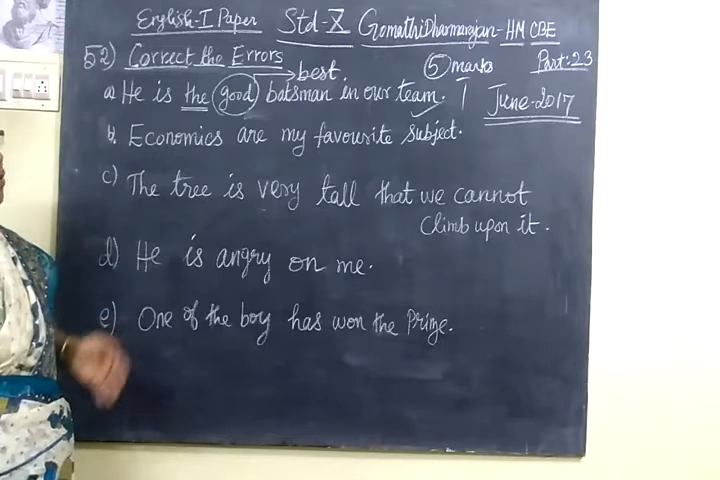 English-I Paper Std-X Gomathi Dharmarajan-HM CBE
52) Correct the Errors 5 marks Part:23
best.
a. He is the good batsman in our team. 1 June-2017
b. Economics are my favourite subject.
c) The tree is very tall that we cannot
climb upon it.
d) He is angry on me.
e) One of the boy has won the Prize.